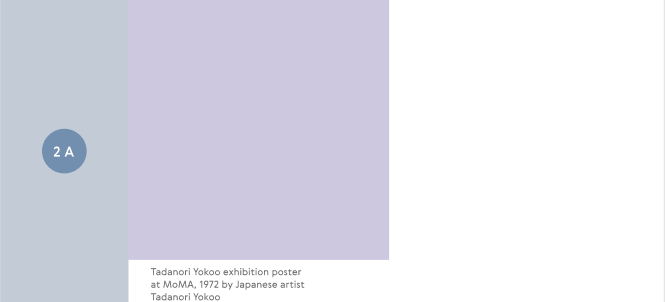 2 A
Tadanori Yokoo exhibition poster
at MoMA, 1972 by Japanese artist
Tadanori Yokoo